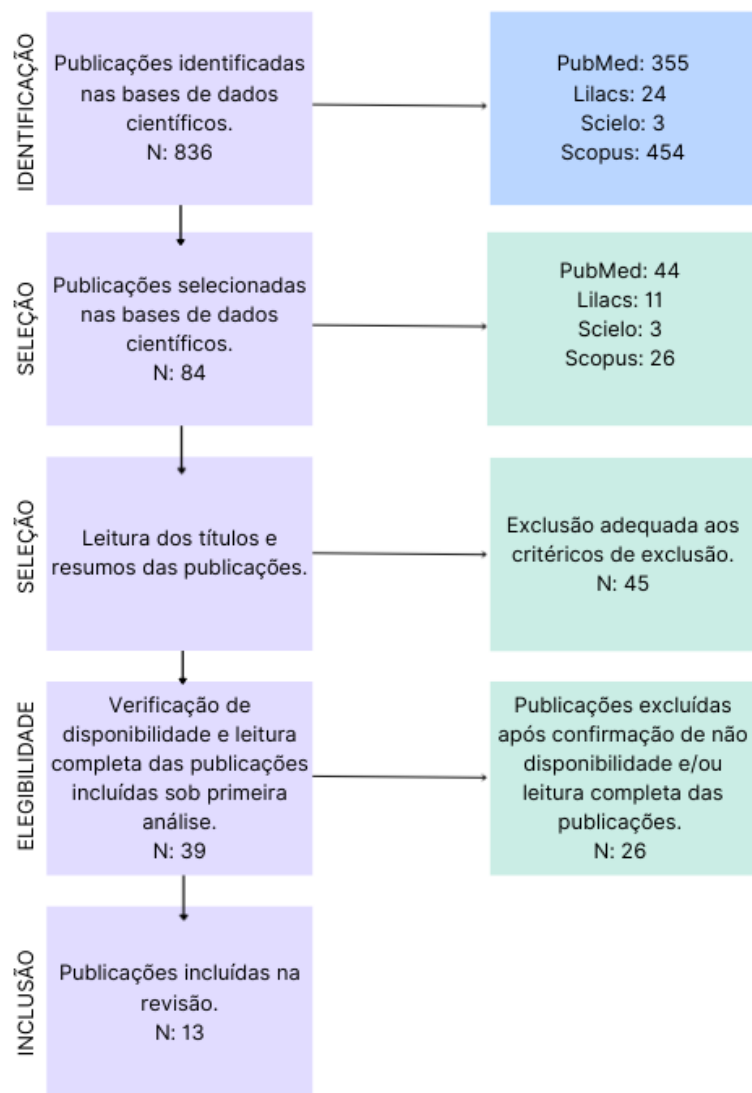 IDENTIFICAÇÃO
Publicações identificadas
nas bases de dados
científicos.
N: 836
PubMed: 355
Lilacs: 24
Scielo: 3
Scopus: 454
SELEÇÃO
Publicações selecionadas
nas bases de dados
científicos.
N: 84
PubMed: 44
Lilacs: 11
Scielo: 3
Scopus: 26
SELEÇÃO
Leitura dos títulos e
resumos das publicações.
Exclusão adequada aos
critéricos de exclusão.
N: 45
ELEGIBILIDADE
Verificação de
disponibilidade e leitura
completa das publicações
incluídas sob primeira
análise.
N: 39
Publicações excluídas
após confirmação de não
disponibilidade e/ou
leitura completa das
publicações.
N: 26
INCLUSÃO
Publicações incluídas na
revisão.
N: 13